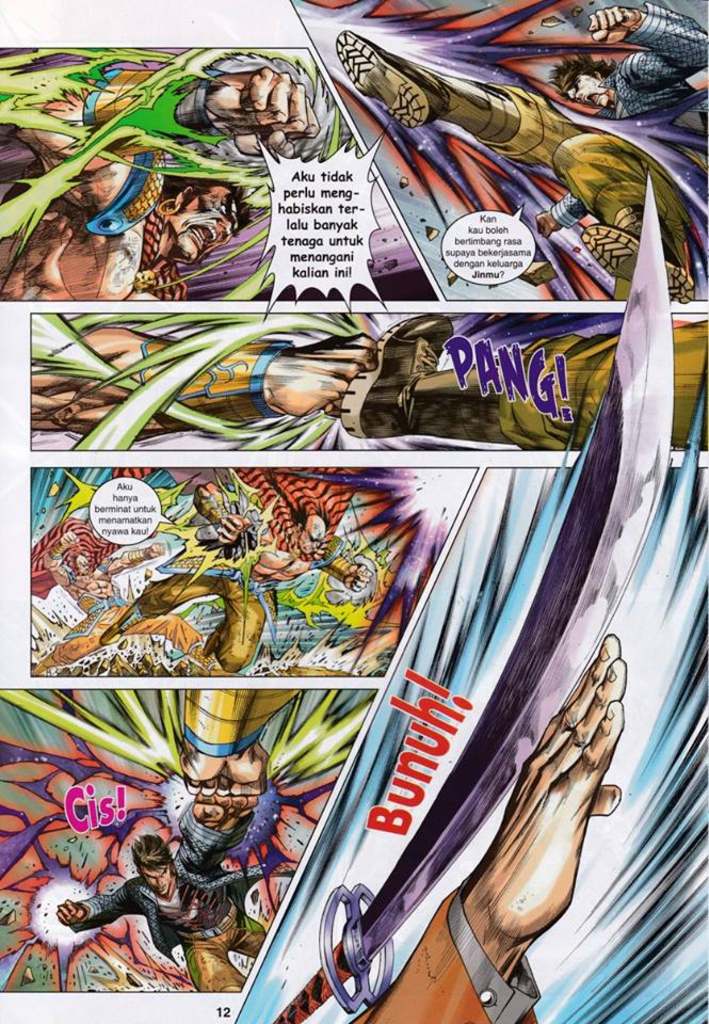 Aku tidak
perlu meng-
habiskan ter-
lalu banyak
tenaga untuk
menangani
kalian ini!
Kan
kau boleh
bertimbang rasa
supaya bekerjasama
dengan keluarga
Jinmu?
PANG!
Aku
hanya
berminat untuk
menamatkan
nyawa kau!
Bunuh!
Cis!
12